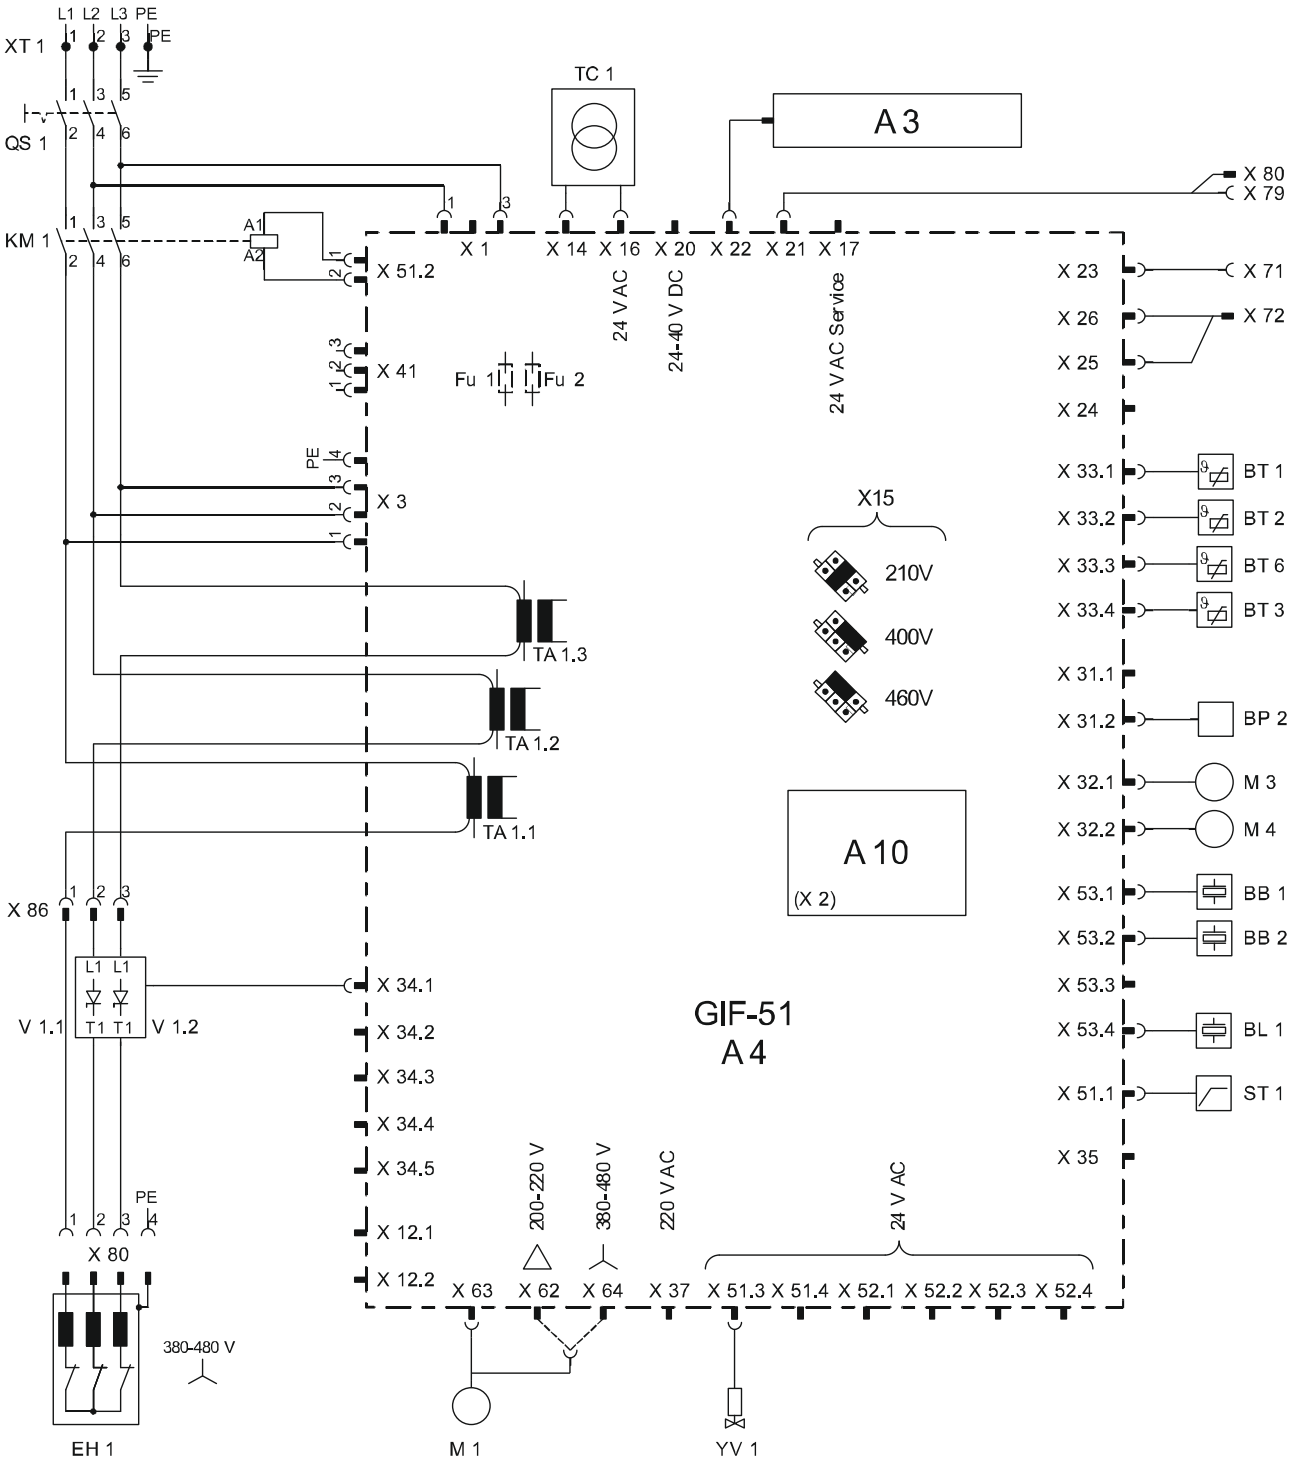 L1 L2 L3 PE
XT 1 1 2 3 PE
TC 1
A 3
1 3 5
QS 1 2 4 6
X 80
X 79
1 3
1 3 5 A1
KM 1 A2
2 4 6
X 1 X 14 X 16 X 20 X 22 X 21 X 17
24 V AC
24-40 V DC
24 V AC Service
1
2
X 51.2
X 23 X 71
X 26 X 72
X 25
X 24
3
2
1
X 41
Fu 1 Fu 2
PE 4
3
2
1
X 3
X15
210V
400V
460V
X 33.1 ϑ BT 1
X 33.2 ϑ BT 2
X 33.3 ϑ BT 6
X 33.4 ϑ BT 3
X 31.1
X 31.2 BP 2
X 32.1 M 3
X 32.2 M 4
X 53.1 BB 1
X 53.2 BB 2
X 53.3
X 53.4 BL 1
X 51.1 ST 1
X 35
TA 1.3
TA 1.2
TA 1.1
A 10
(X 2)
1 2 3
X 86
L1 L1
V 1.1 T1 T1 V 1.2
X 34.1
X 34.2
X 34.3
X 34.4
X 34.5
X 12.1
X 12.2
GIF-51
A 4
PE
1 2 3 4
X 80
200-220 V
380-480 V
220 V AC
24 V AC
X 63 X 62 X 64 X 37 X 51.3 X 51.4 X 52.1 X 52.2 X 52.3 X 52.4
380-480 V
EH 1
M 1
YV 1